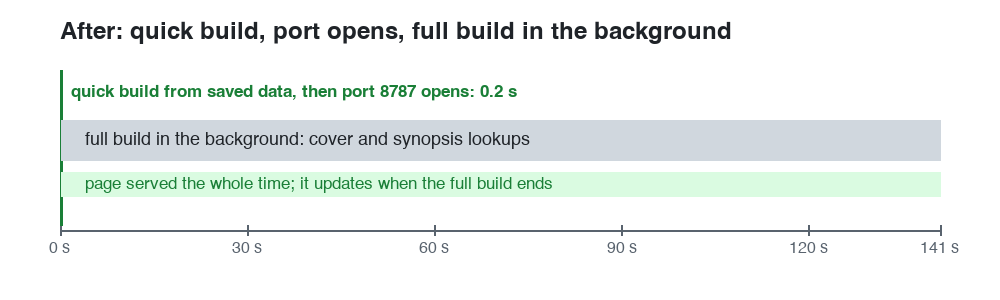 After: quick build, port opens, full build in the background
quick build from saved data, then port 8787 opens: 0.2 s
full build in the background: cover and synopsis lookups
page served the whole time; it updates when the full build ends
0 s 30 s 60 s 90 s 120 s 141 s